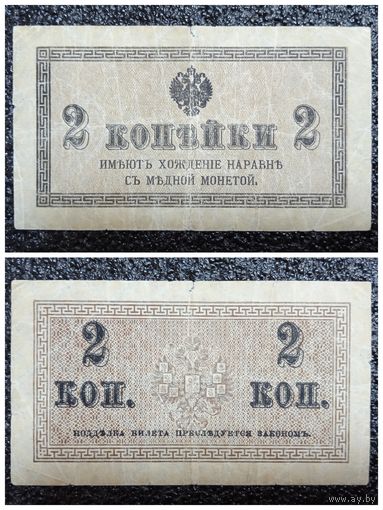 2 КОПЕЙКИ 2
ИМѢЮТЪ ХОЖДЕНІЕ НАРАВНѢ
СЪ МѢДНОЙ МОНЕТОЙ.
2 2
КОП. КОП.
ПОДДѢЛКА БИЛЕТА ПРЕСЛѢДУЕТСЯ ЗАКОНОМЪ.
www.ay.by